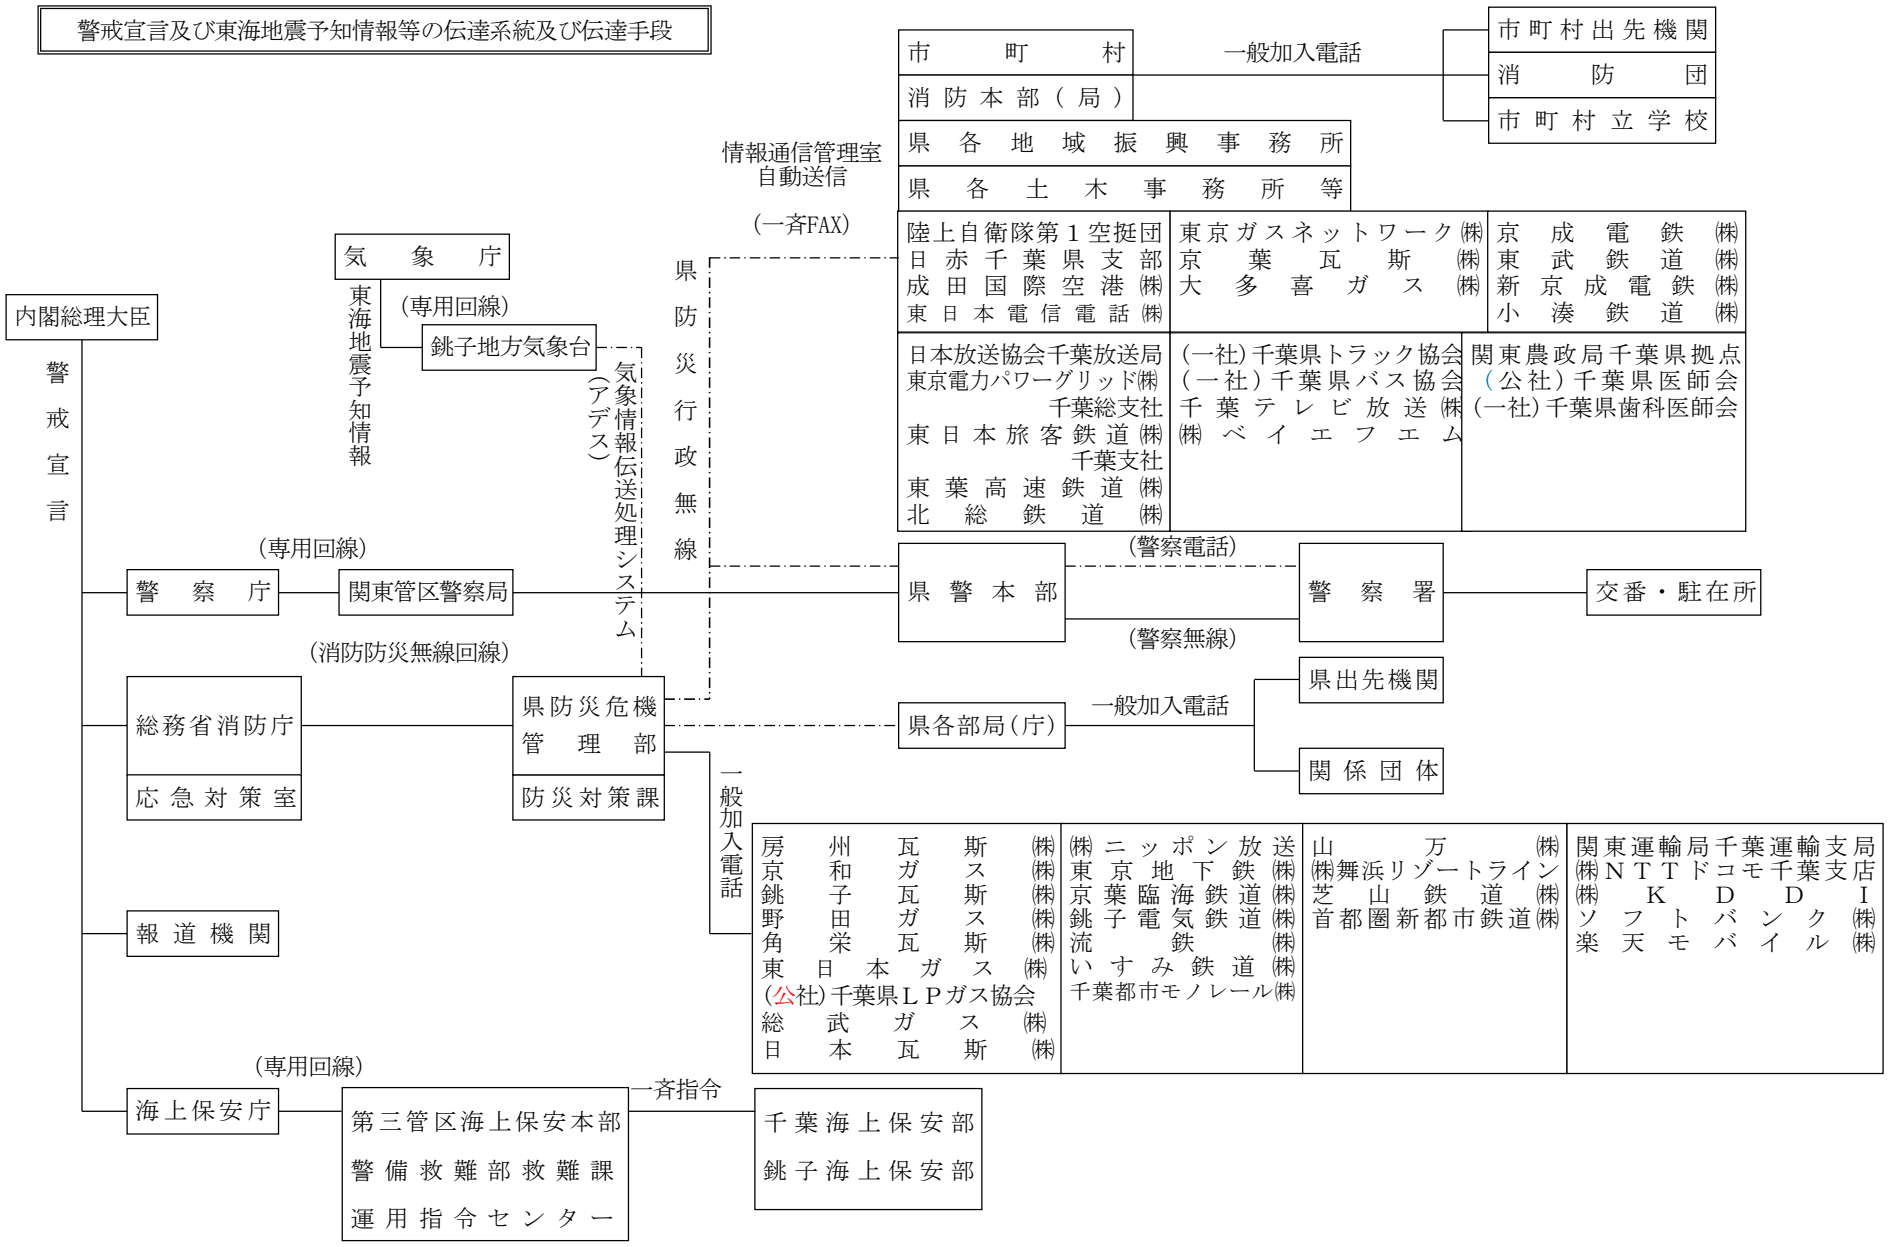 警戒宣言及び東海地震予知情報等の伝達系統及び伝達手段
内閣総理大臣
警戒宣言
気象庁
東海地震予知情報
(専用回線)
銚子地方気象台
気象情報伝送処理システム
(アデス)
県防災行政無線
情報通信管理室
自動送信
(一斉FAX)
市町村
消防本部(局)
一般加入電話
市町村出先機関
消防団
市町村立学校
県各地域振興事務所
県各土木事務所等
陸上自衛隊第１空挺団
日赤千葉県支部
成田国際空港㈱
東日本電信電話㈱
東京ガスネットワーク㈱
京葉瓦斯㈱
大多喜ガス㈱
京成電鉄㈱
東武鉄道㈱
新京成電鉄㈱
小湊鉄道㈱
日本放送協会千葉放送局
東京電力パワーグリッド㈱
千葉総支社
東日本旅客鉄道㈱
千葉支社
東葉高速鉄道㈱
北総鉄道㈱
(一社)千葉県トラック協会
(一社)千葉県バス協会
千葉テレビ放送㈱
㈱ベイエフエム
関東農政局千葉県拠点
(公社)千葉県医師会
(一社)千葉県歯科医師会
警察庁
(専用回線)
関東管区警察局
県警本部
(警察電話)
(警察無線)
警察署
交番・駐在所
総務省消防庁
応急対策室
(消防防災無線回線)
県防災危機
管理部
防災対策課
県各部局(庁)
一般加入電話
県出先機関
関係団体
一般加入電話
房州瓦斯㈱
京和ガス㈱
銚子瓦斯㈱
野田ガス㈱
角栄瓦斯㈱
東日本ガス㈱
(公社)千葉県ＬＰガス協会
総武ガス㈱
日本瓦斯㈱
㈱ニッポン放送
東京地下鉄㈱
京葉臨海鉄道㈱
銚子電気鉄道㈱
流鉄㈱
いすみ鉄道㈱
千葉都市モノレール㈱
山万㈱
㈱舞浜リゾートライン
芝山鉄道㈱
首都圏新都市鉄道㈱
関東運輸局千葉運輸支局
㈱ＮＴＴドコモ千葉支店
㈱ＫＤＤＩ
ソフトバンク㈱
楽天モバイル㈱
報道機関
海上保安庁
(専用回線)
第三管区海上保安本部
警備救難部救難課
運用指令センター
一斉指令
千葉海上保安部
銚子海上保安部